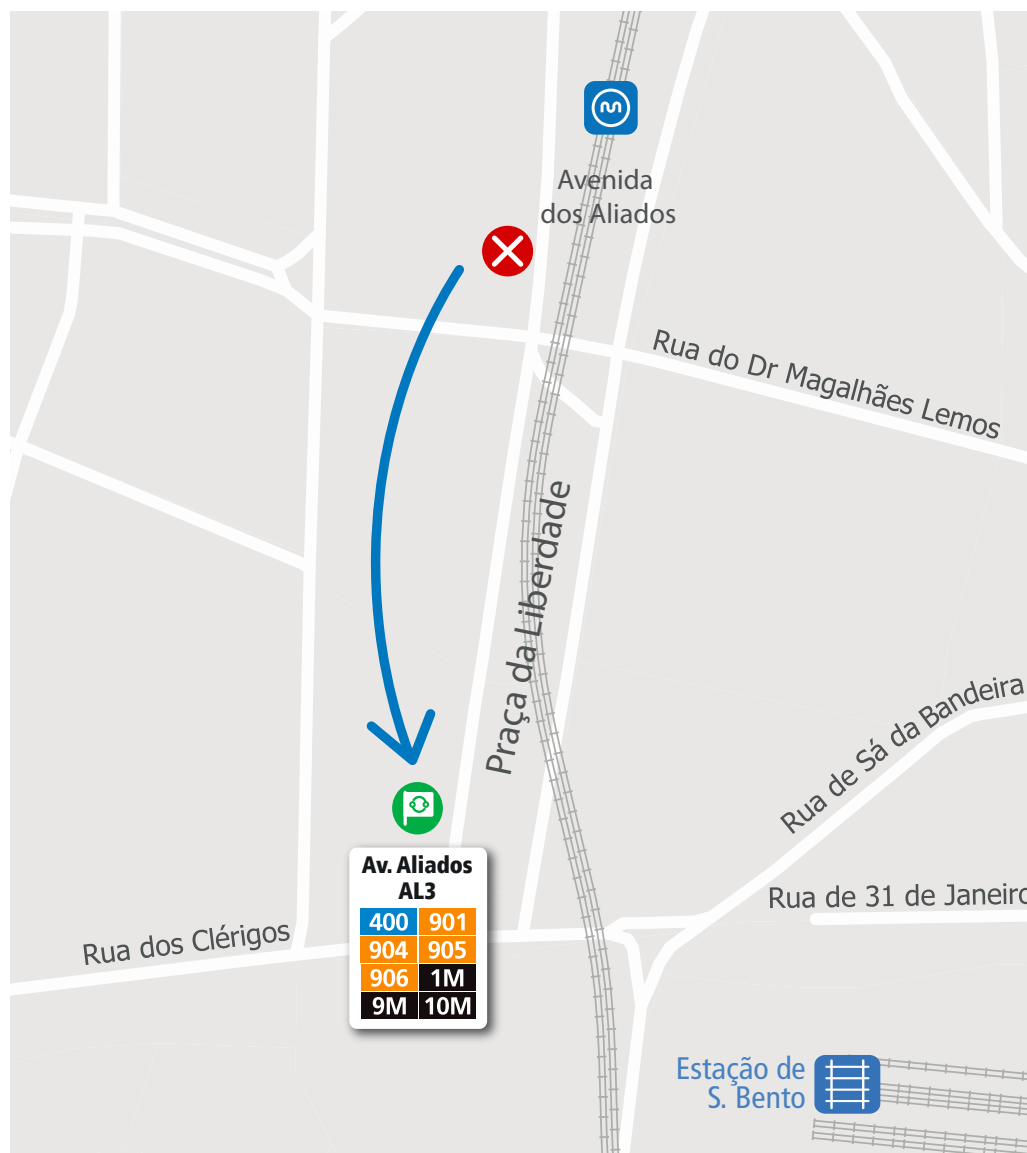 Avenida
dos Aliados
Rua do Dr Magalhães Lemos
Praça da Liberdade
Rua de Sá da Bandeira
Rua de 31 de Janeiro
Rua dos Clérigos
Av. Aliados
AL3
400 901
904 905
906 1M
9M 10M
Estação de
S. Bento